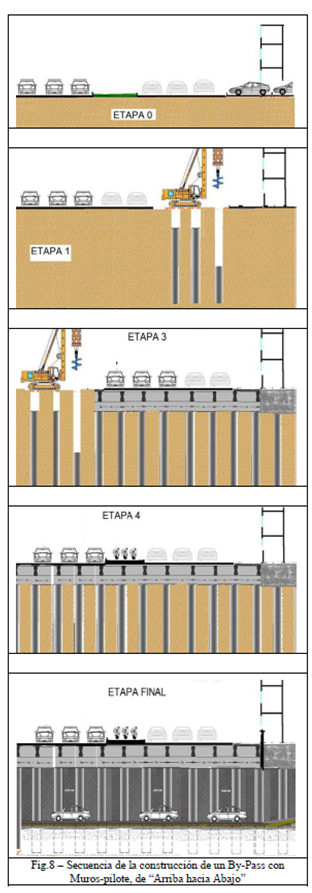 ETAPA 0
ETAPA 1
ETAPA 3
ETAPA 4
ETAPA FINAL
Fig.8 – Secuencia de la construcción de un By-Pass con
Muros-pilote, de “Arriba hacia Abajo”